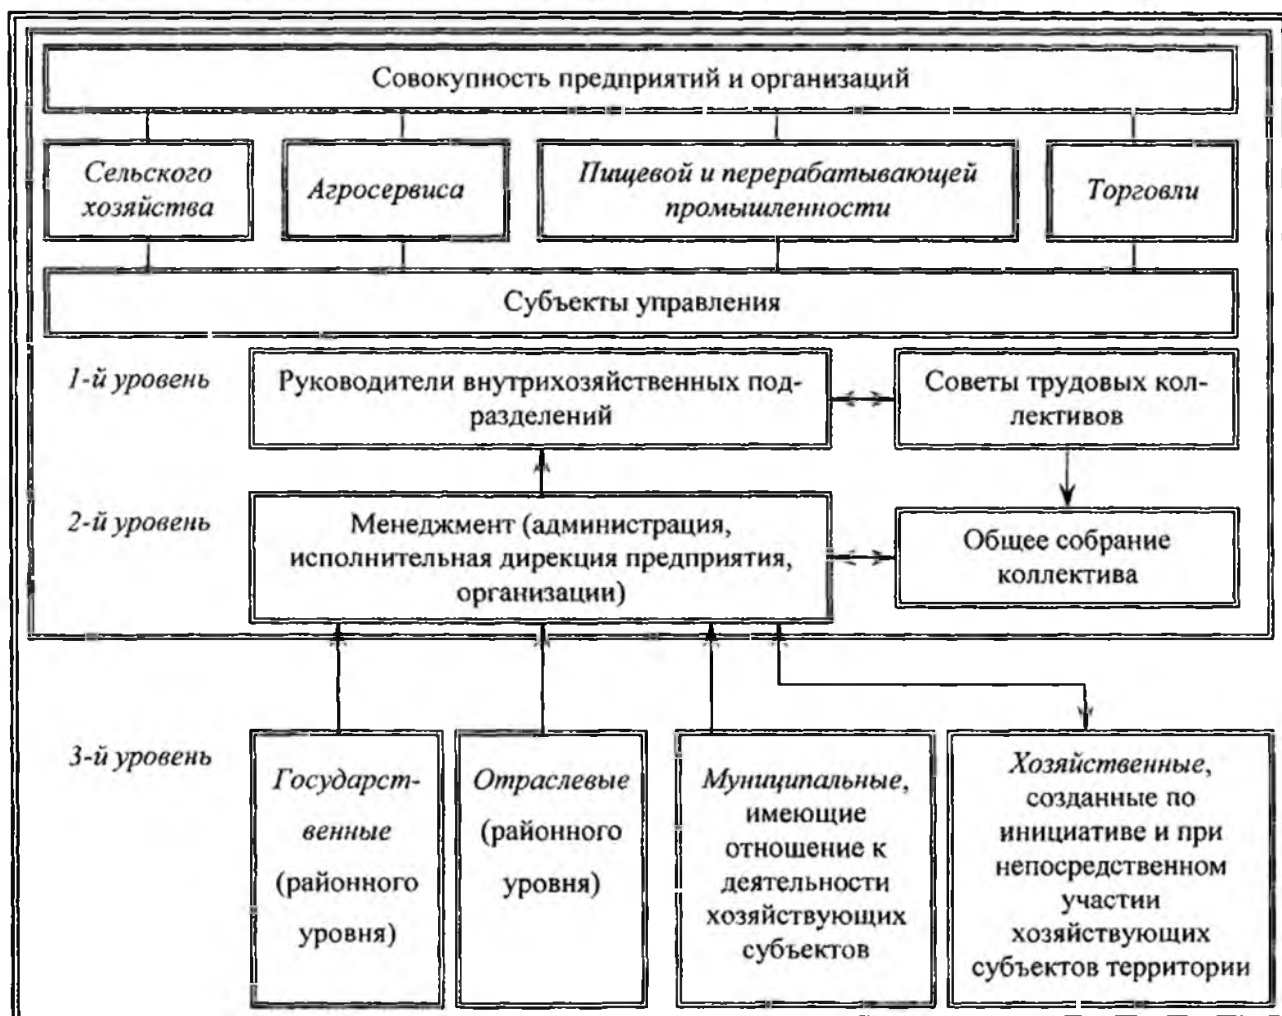 Совокупность предприятий и организаций
Сельского
хозяйства
Агросервиса
Пищевой и перерабатывающей
промышленности
Торговли
Субъекты управления
1-й уровень
Руководители внутрихозяйственных под-
разделений
Советы трудовых кол-
лективов
2-й уровень
Менеджмент (администрация,
исполнительная дирекция предприятия,
организации)
Общее собрание
коллектива
3-й уровень
Государст-
венные
(районного
уровня)
Отраслевые
(районного
уровня)
Муниципальные,
имеющие
отношение к
деятельности
хозяйствующих
субъектов
Хозяйственные,
созданные по
инициативе и при
непосредственном
участии
хозяйствующих
субъектов территории